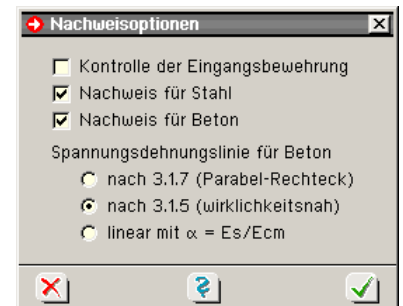 Nachweisoptionen
Kontrolle der Eingangsbewehrung
Nachweis für Stahl
Nachweis für Beton
Spannungsdehnungslinie für Beton
nach 3.1.7 (Parabel-Rechteck)
nach 3.1.5 (wirklichkeitsnah)
linear mit α = Es/Ecm